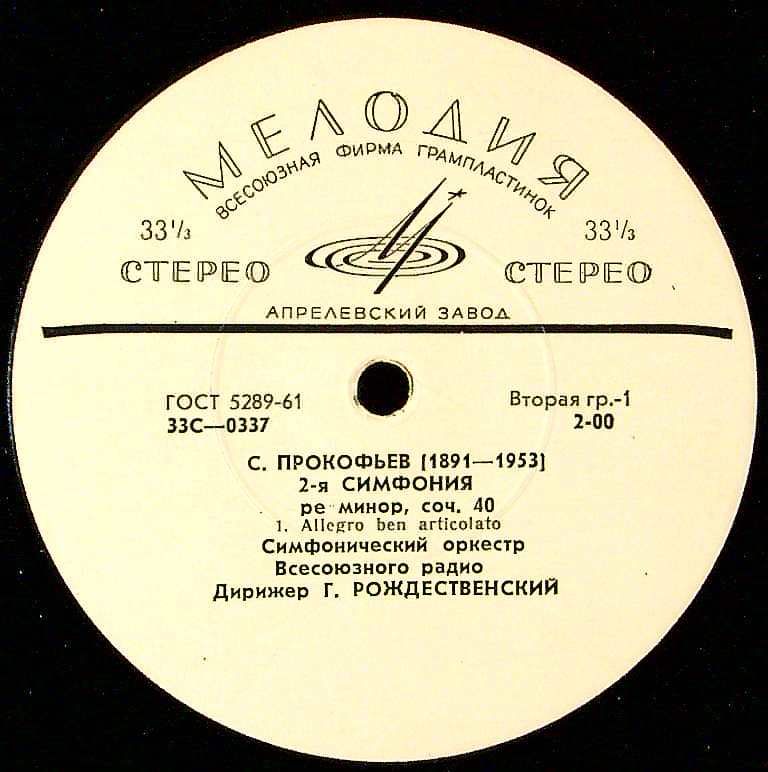 МЕЛОДИЯ
ВСЕСОЮЗНАЯ ФИРМА ГРАМПЛАСТИНОК
33⅓ 33⅓
СТЕРЕО СТЕРЕО
АПРЕЛЕВСКИЙ ЗАВОД
ГОСТ 5289-61 Вторая гр.-1
33С—0337 2-00
С. ПРОКОФЬЕВ [1891—1953]
2-я СИМФОНИЯ
ре минор, соч. 40
1. Allegro ben articolato
Симфонический оркестр
Всесоюзного радио
Дирижер Г. РОЖДЕСТВЕНСКИЙ